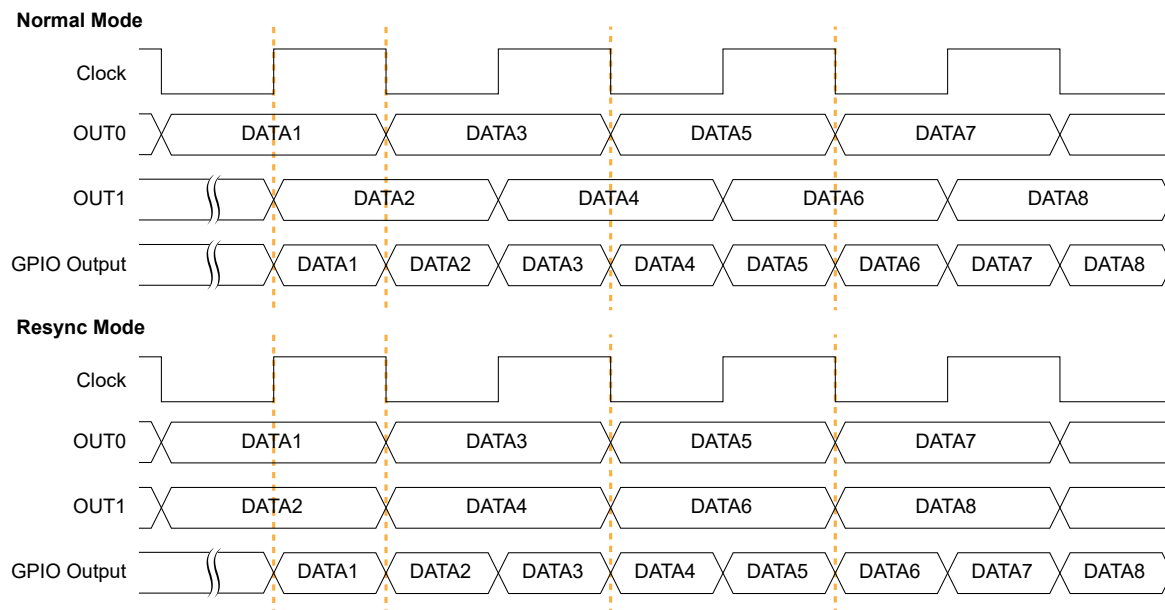 Normal Mode
Clock
OUT0 DATA1 DATA3 DATA5 DATA7
OUT1 DATA2 DATA4 DATA6 DATA8
GPIO Output DATA1 DATA2 DATA3 DATA4 DATA5 DATA6 DATA7 DATA8
Resync Mode
Clock
OUT0 DATA1 DATA3 DATA5 DATA7
OUT1 DATA2 DATA4 DATA6 DATA8
GPIO Output DATA1 DATA2 DATA3 DATA4 DATA5 DATA6 DATA7 DATA8